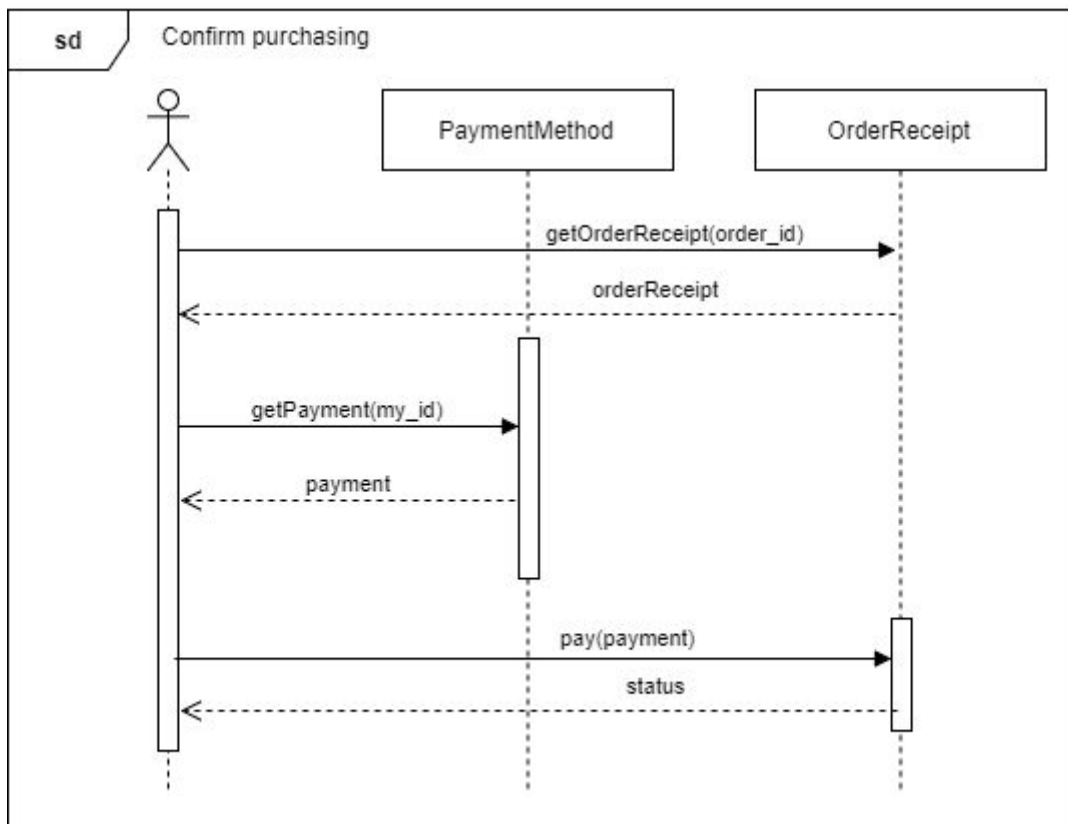 sd
Confirm purchasing
PaymentMethod
OrderReceipt
getOrderReceipt(order_id)
orderReceipt
getPayment(my_id)
payment
pay(payment)
status